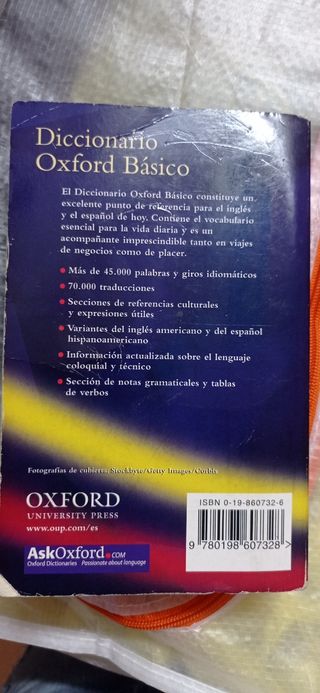 Diccionario
Oxford Básico
El Diccionario Oxford Básico constituye un
excelente punto de referencia para el inglés
y el español de hoy. Contiene el vocabulario
esencial para la vida diaria y es un
acompañante imprescindible tanto en viajes
de negocios como de placer.
• Más de 45.000 palabras y giros idiomáticos
• 70.000 traducciones
• Secciones de referencias culturales
y expresiones útiles
• Variantes del inglés americano y del español
hispanoamericano
• Información actualizada sobre el lenguaje
coloquial y técnico
• Sección de notas gramaticales y tablas
de verbos
Fotografías de cubierta: Stockbyte/Getty Images/Corbis
OXFORD
UNIVERSITY PRESS
www.oup.com/es
AskOxford.COM
Oxford Dictionaries Passionate about language
ISBN 0-19-860732-6
9 780198 607328 >